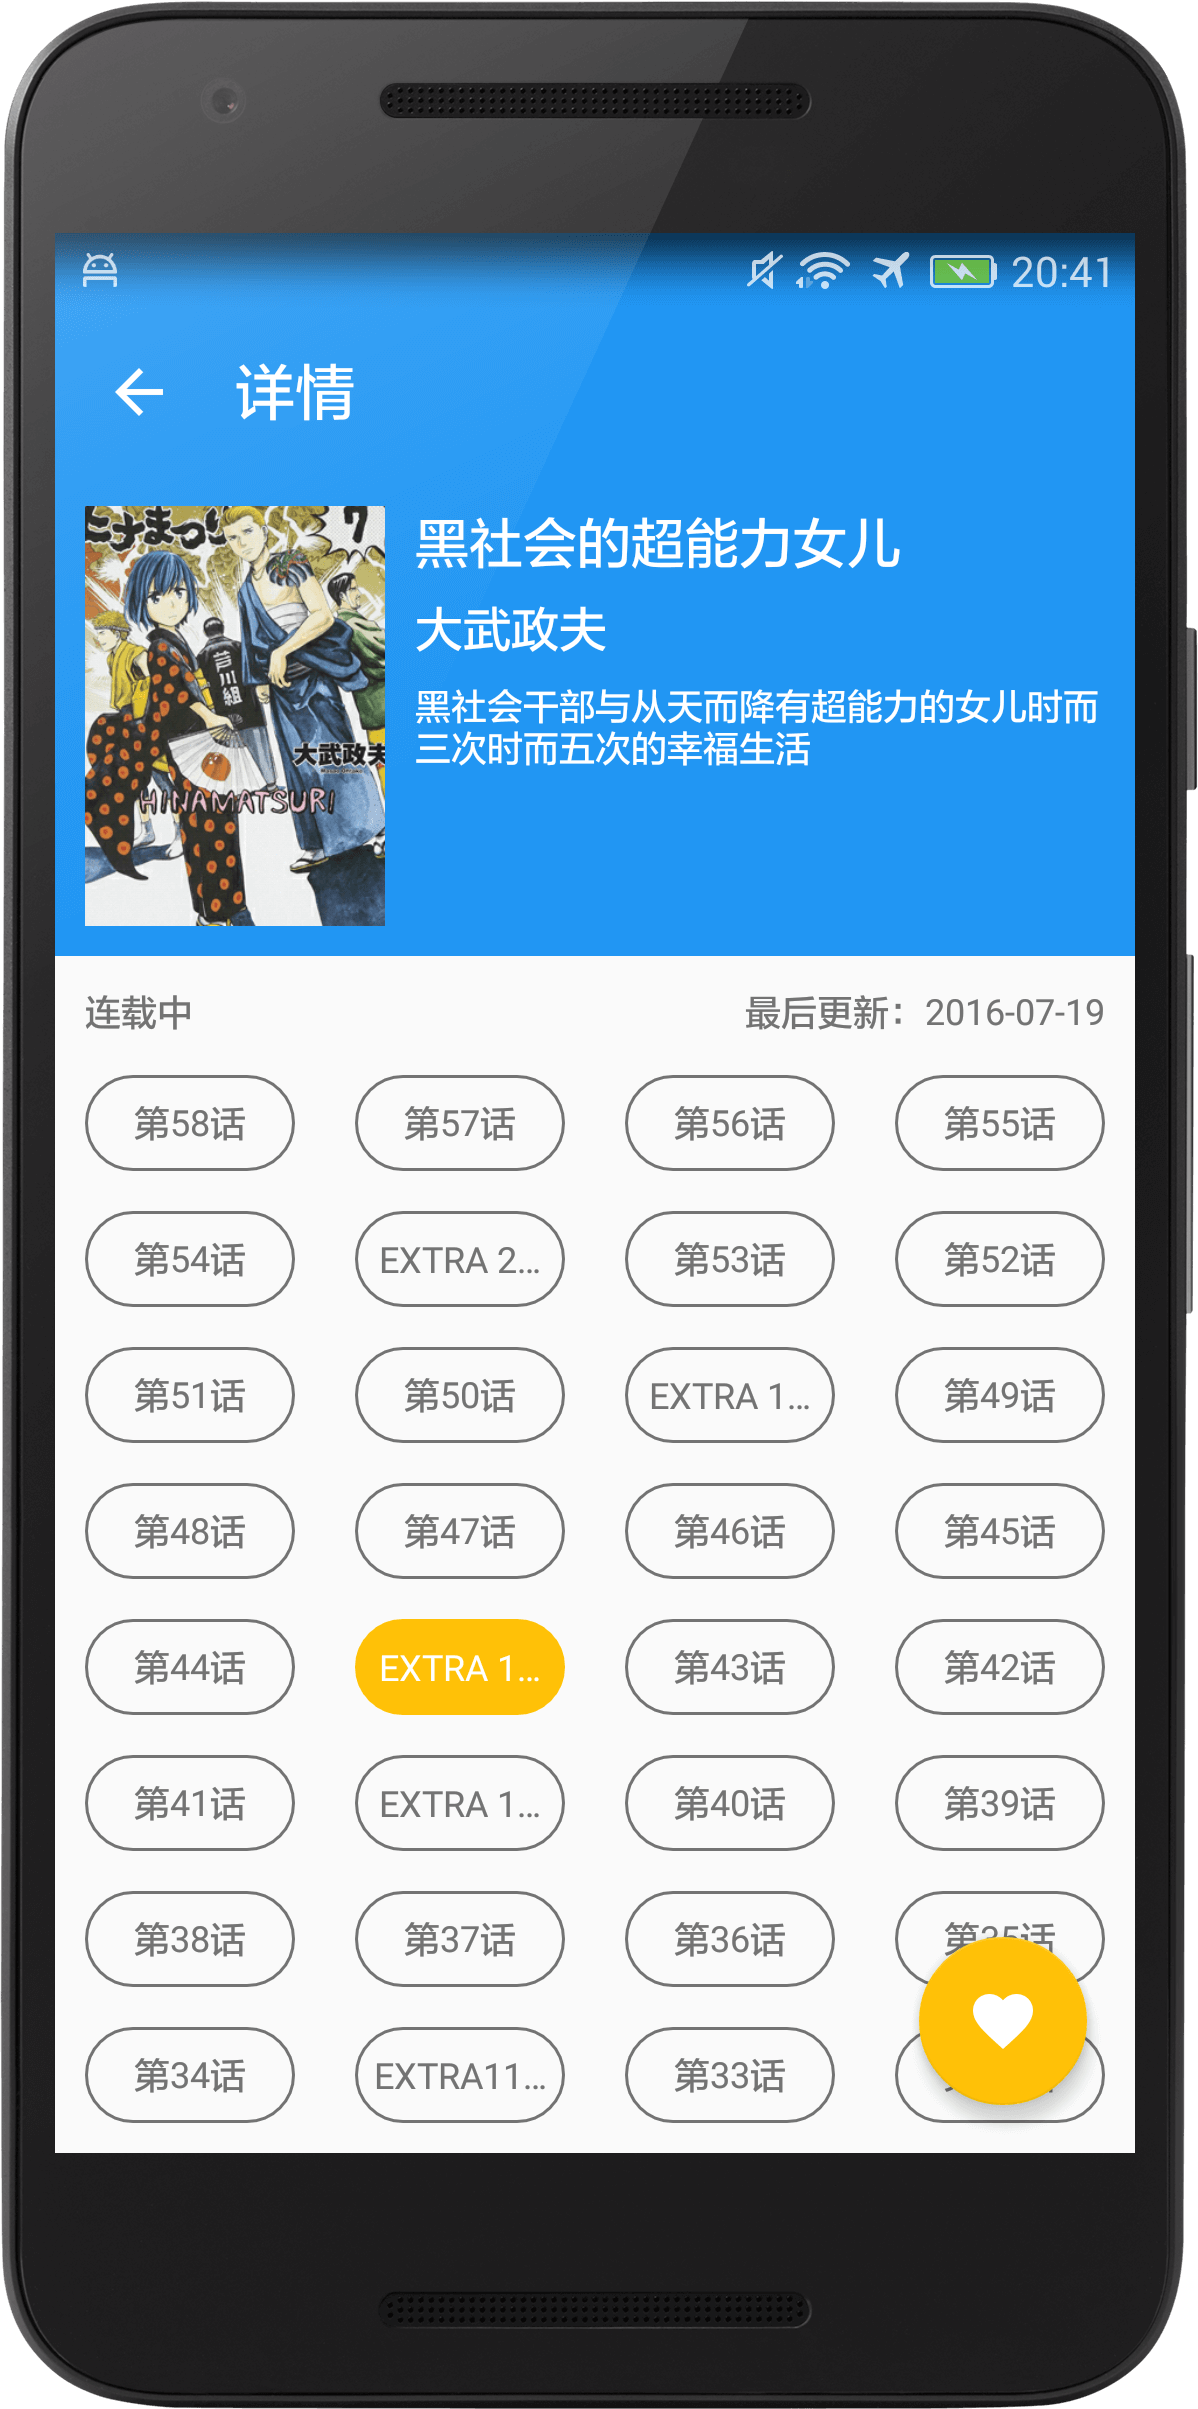 20:41
详情
ヒナまつり
7
芦川組
大武政夫
HINAMATSURI
黑社会的超能力女儿
大武政夫
黑社会干部与从天而降有超能力的女儿时而
三次时而五次的幸福生活
连载中
最后更新：2016-07-19
第58话
第57话
第56话
第55话
第54话
EXTRA 2...
第53话
第52话
第51话
第50话
EXTRA 1...
第49话
第48话
第47话
第46话
第45话
第44话
EXTRA 1...
第43话
第42话
第41话
EXTRA 1...
第40话
第39话
第38话
第37话
第36话
第35话
第34话
EXTRA11...
第33话